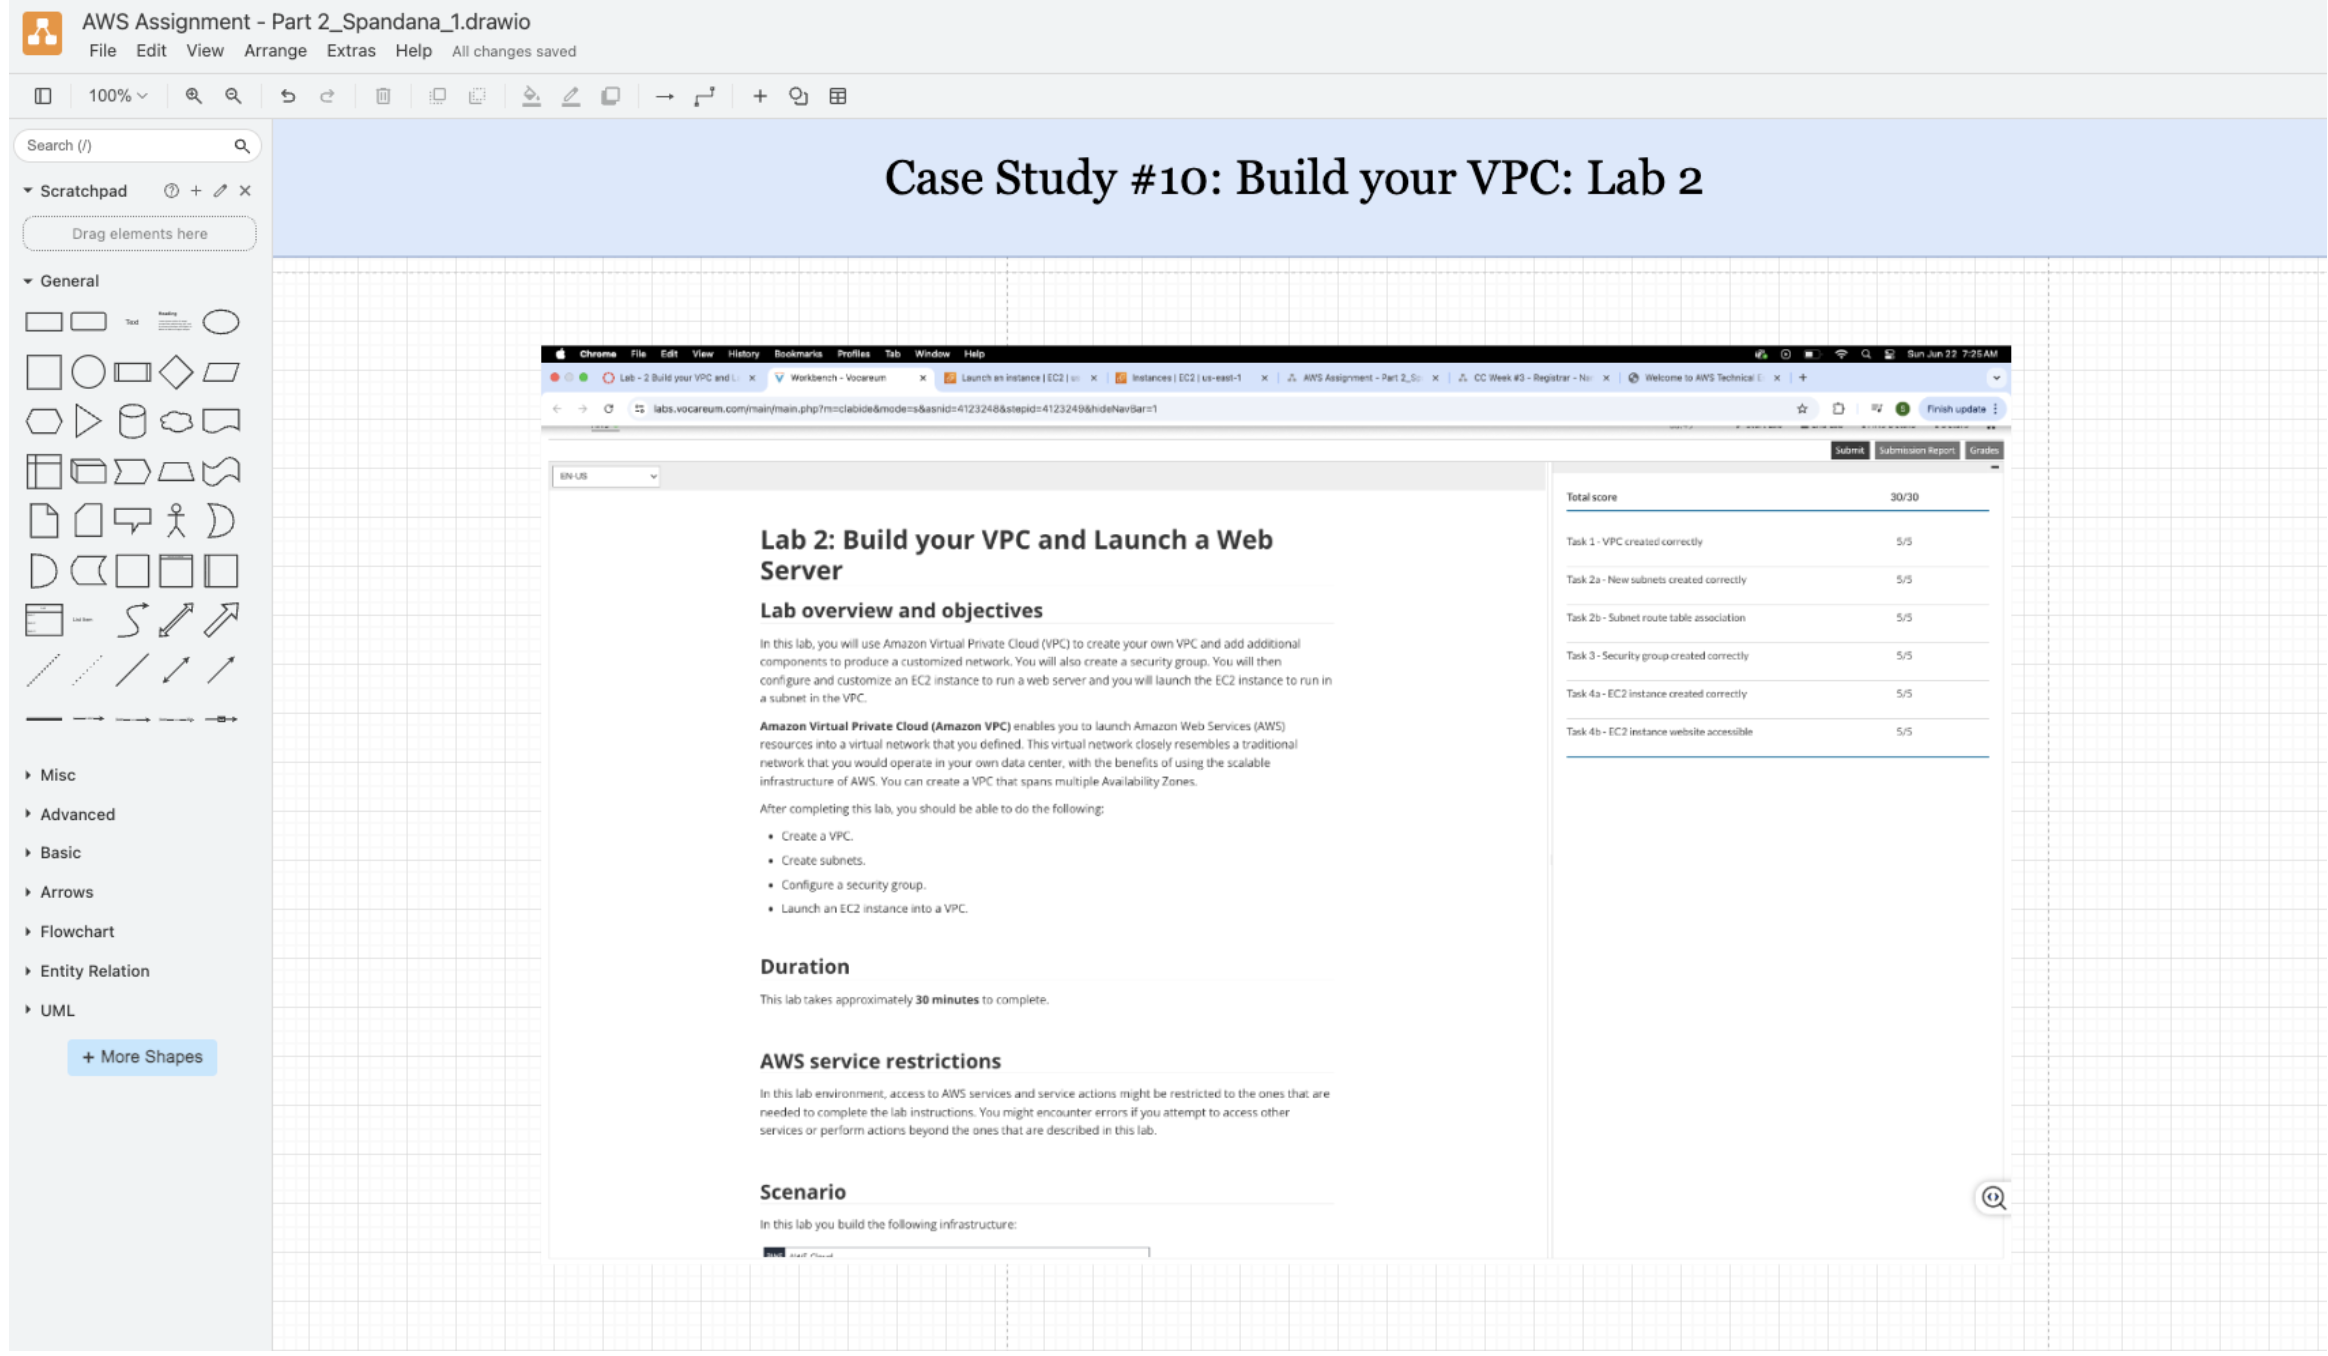 AWS Assignment - Part 2_Spandana_1.drawio
File Edit View Arrange Extras Help All changes saved
100%
Search (/)
Scratchpad
Drag elements here
General
Text
Heading
List Item
Misc
Advanced
Basic
Arrows
Flowchart
Entity Relation
UML
+ More Shapes
Case Study #10: Build your VPC: Lab 2
Chrome File Edit View History Bookmarks Profiles Tab Window Help Sun Jun 22 7:25 AM
Lab - 2 Build your VPC and L Workbench - Vocareum Launch an instance | EC2 | us Instances | EC2 | us-east-1 AWS Assignment - Part 2_Sp CC Week #3 - Registrar - No Welcome to AWS Technical E
labs.vocareum.com/main/main.php?m=clabide&mode=s&asnid=4123248&stepid=4123249&hideNavBar=1 Finish update
Submit Submission Report Grades
EN-US
Lab 2: Build your VPC and Launch a Web
Server
Lab overview and objectives
In this lab, you will use Amazon Virtual Private Cloud (VPC) to create your own VPC and add additional
components to produce a customized network. You will also create a security group. You will then
configure and customize an EC2 instance to run a web server and you will launch the EC2 instance to run in
a subnet in the VPC.
Amazon Virtual Private Cloud (Amazon VPC) enables you to launch Amazon Web Services (AWS)
resources into a virtual network that you defined. This virtual network closely resembles a traditional
network that you would operate in your own data center, with the benefits of using the scalable
infrastructure of AWS. You can create a VPC that spans multiple Availability Zones.
After completing this lab, you should be able to do the following:
• Create a VPC.
• Create subnets.
• Configure a security group.
• Launch an EC2 instance into a VPC.
Duration
This lab takes approximately 30 minutes to complete.
AWS service restrictions
In this lab environment, access to AWS services and service actions might be restricted to the ones that are
needed to complete the lab instructions. You might encounter errors if you attempt to access other
services or perform actions beyond the ones that are described in this lab.
Scenario
In this lab you build the following infrastructure:
Total score 30/30
Task 1 - VPC created correctly 5/5
Task 2a - New subnets created correctly 5/5
Task 2b - Subnet route table association 5/5
Task 3 - Security group created correctly 5/5
Task 4a - EC2 instance created correctly 5/5
Task 4b - EC2 instance website accessible 5/5